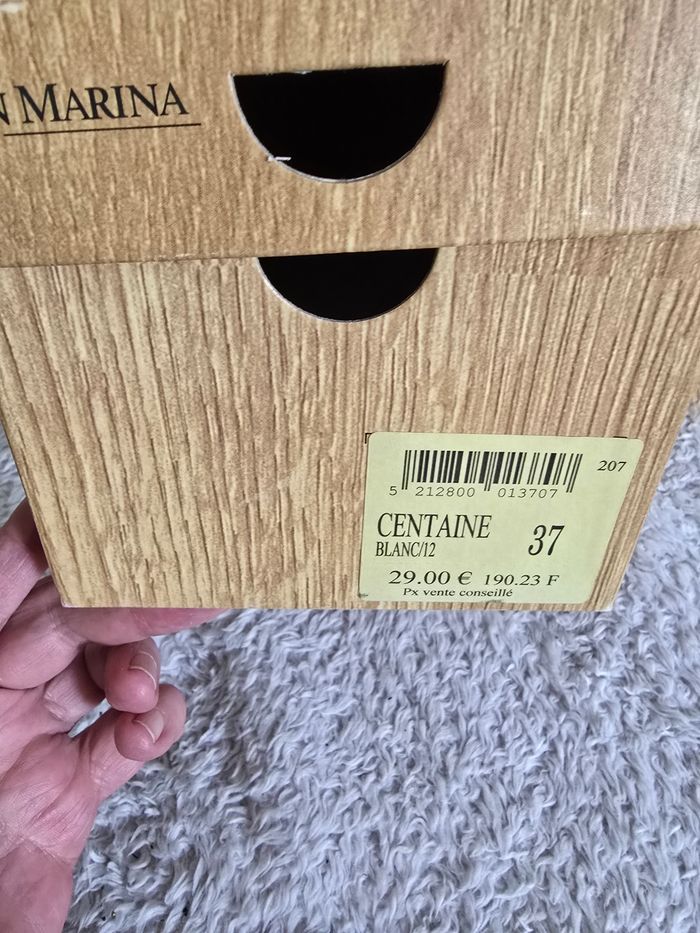 N MARINA
207
5 212800 013707
CENTAINE
BLANC/12
37
29.00 € 190.23 F
Px vente conseillé